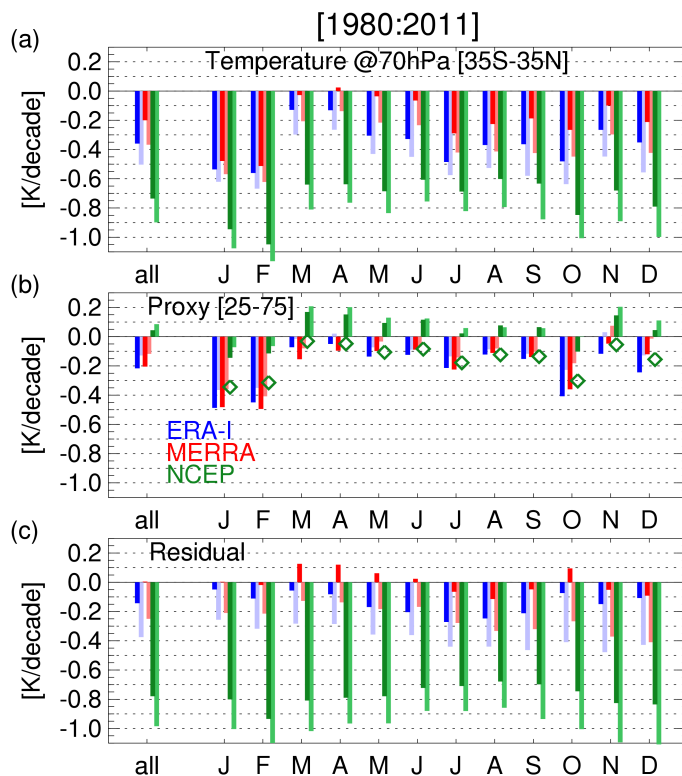 [1980:2011]
(a)
Temperature @70hPa [35S-35N]
[K/decade]
0.2
0.0
-0.2
-0.4
-0.6
-0.8
-1.0
all J F M A M J J A S O N D
(b)
Proxy [25-75]
[K/decade]
0.2
0.0
-0.2
-0.4
-0.6
-0.8
-1.0
ERA-I
MERRA
NCEP
all J F M A M J J A S O N D
(c)
Residual
[K/decade]
0.2
0.0
-0.2
-0.4
-0.6
-0.8
-1.0
all J F M A M J J A S O N D